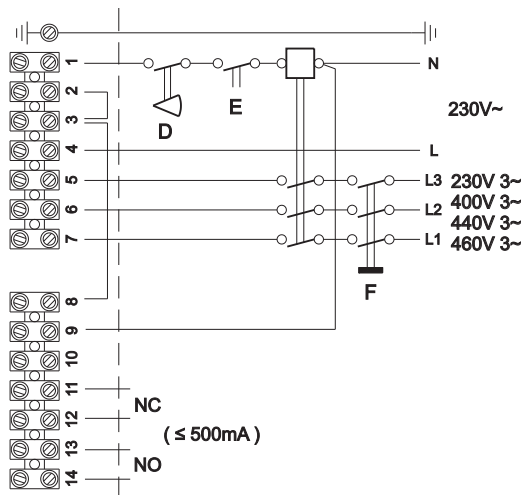 1
N
2
D
E
230V~
3
4
L
5
L3 230V 3~
400V 3~
6
L2
440V 3~
7
L1 460V 3~
F
8
9
10
11
NC
12
( ≤ 500mA )
13
NO
14